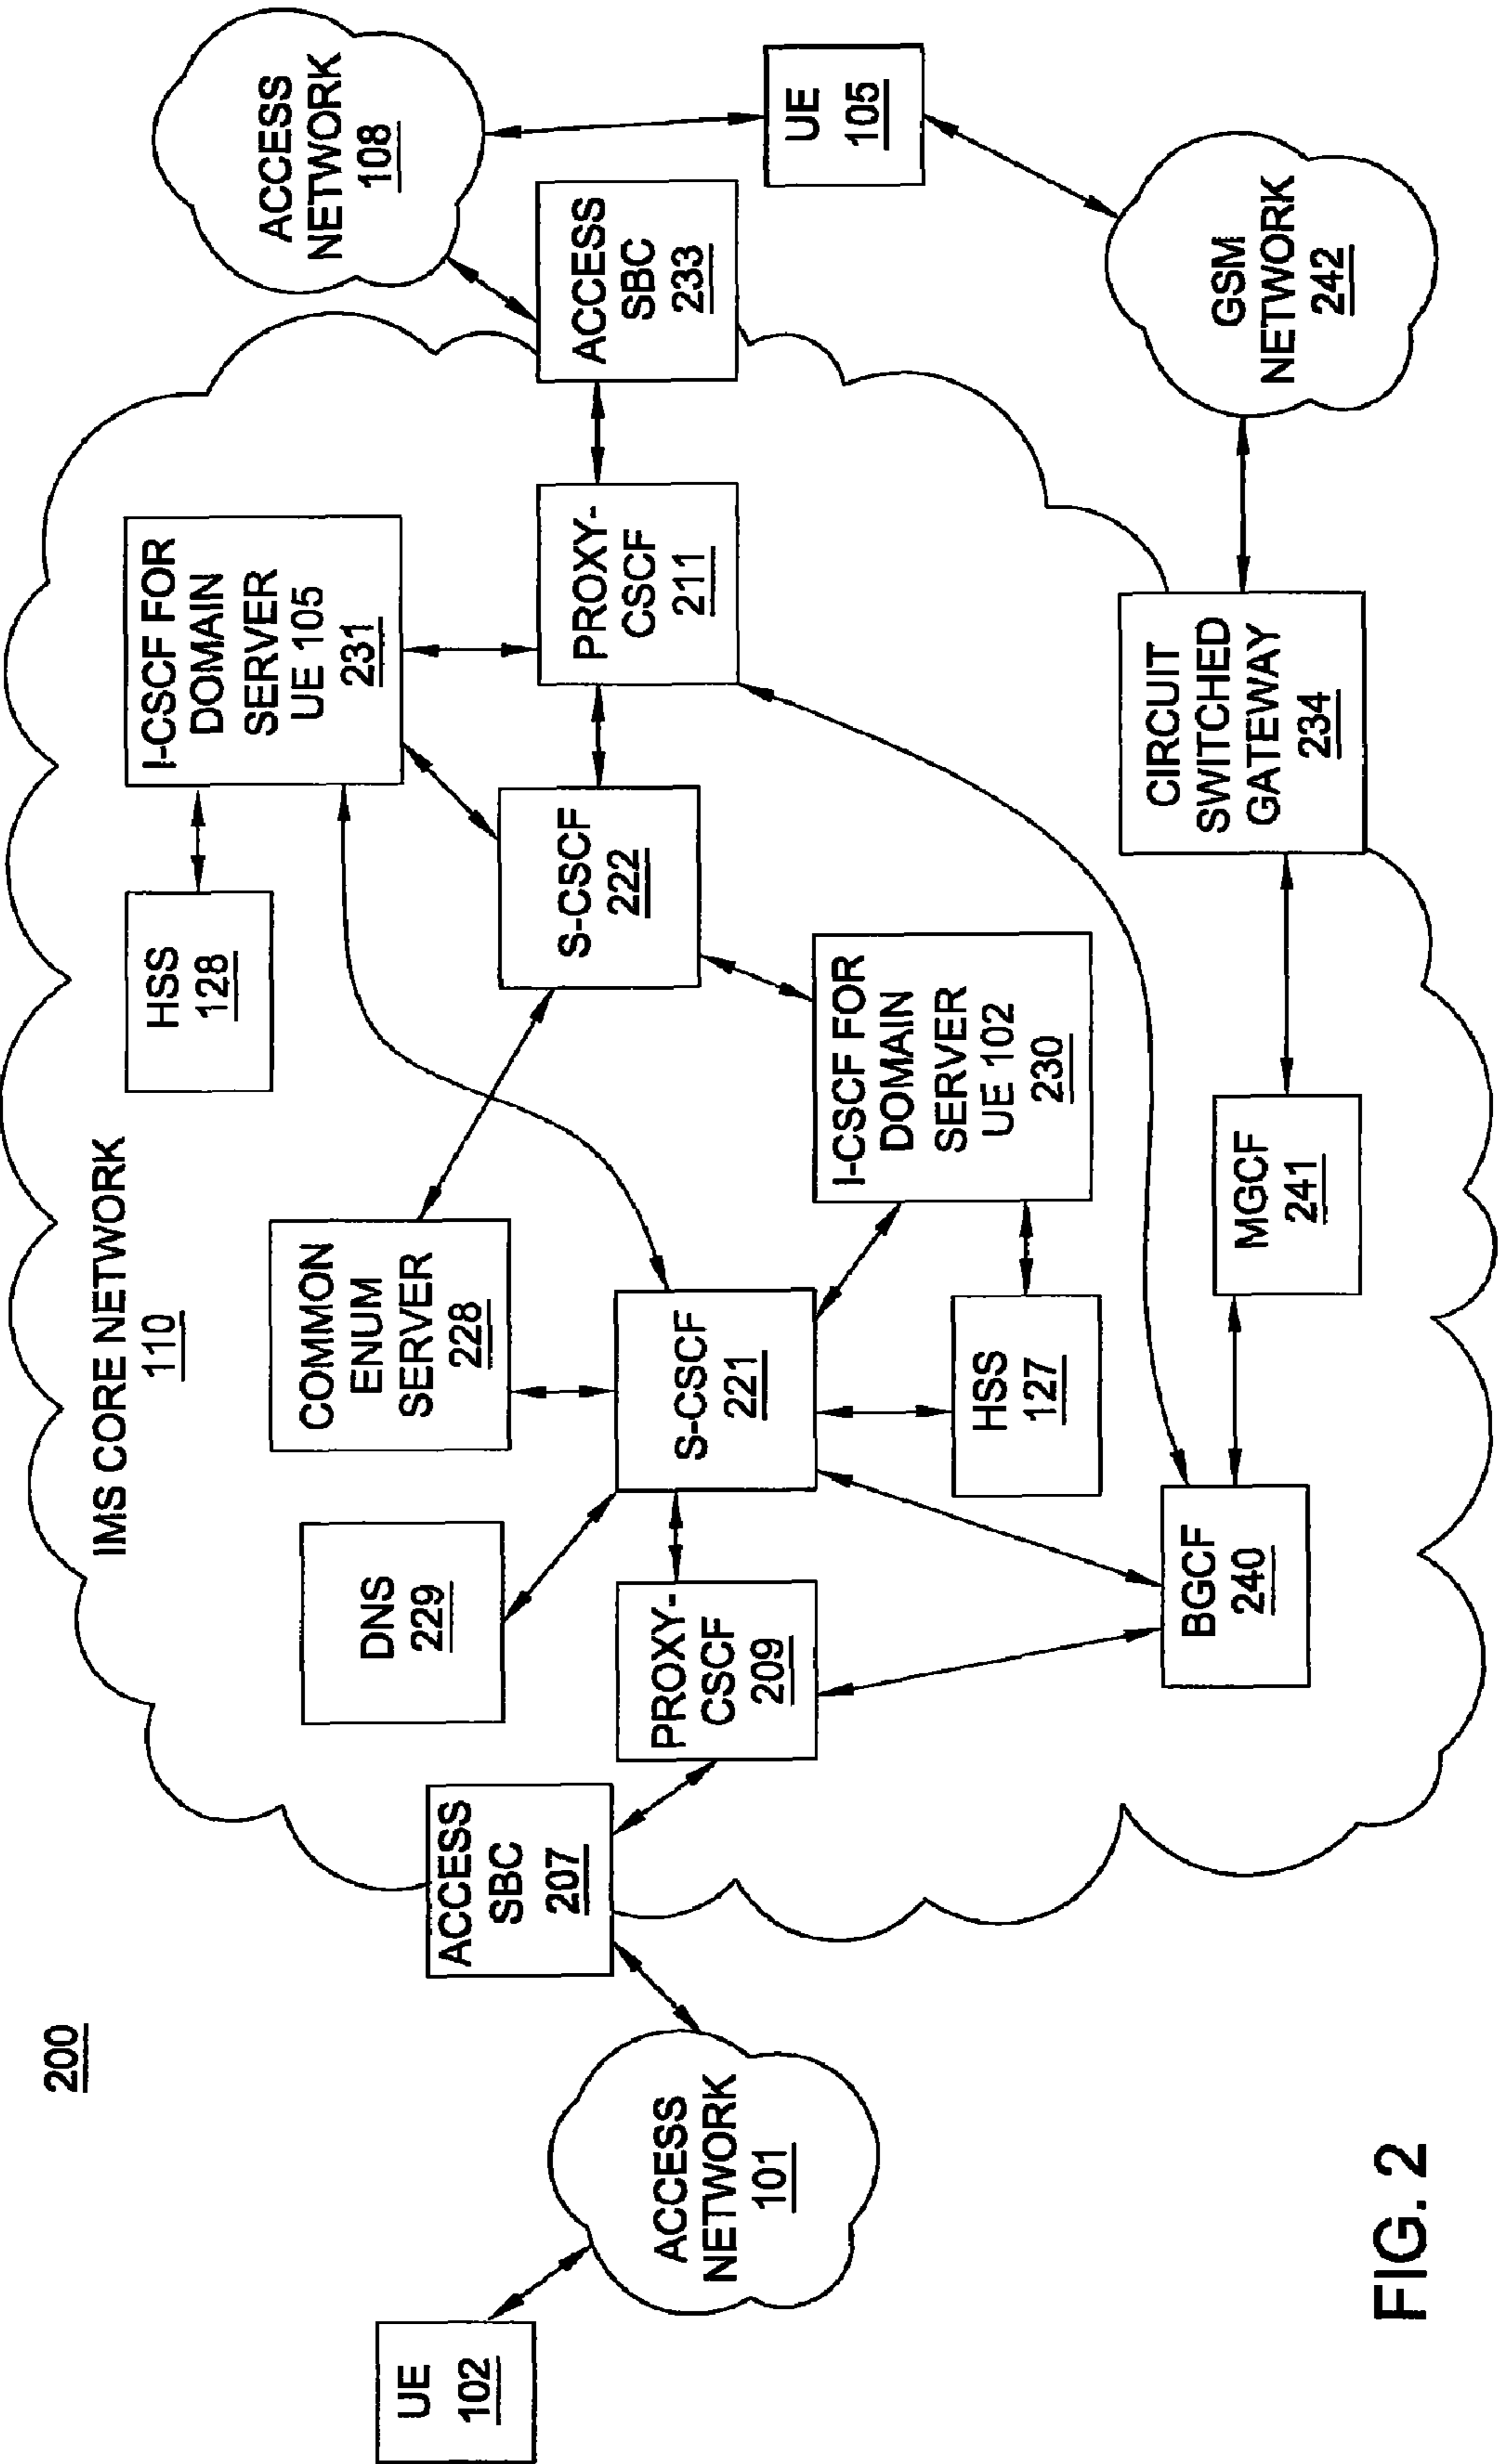 200
IMS CORE NETWORK
110
UE
102
ACCESS
NETWORK
101
ACCESS
SBC
207
DNS
229
PROXY-
CSCF
209
COMMON
ENUM
SERVER
228
S-CSCF
221
HSS
127
BGCF
240
MGCF
241
HSS
128
I-CSCF FOR
DOMAIN
SERVER
UE 102
230
S-CSCF
222
I-CSCF FOR
DOMAIN
SERVER
UE 105
231
PROXY-
CSCF
211
CIRCUIT
SWITCHED
GATEWAY
234
ACCESS
SBC
233
ACCESS
NETWORK
108
UE
105
GSM
NETWORK
242
FIG. 2